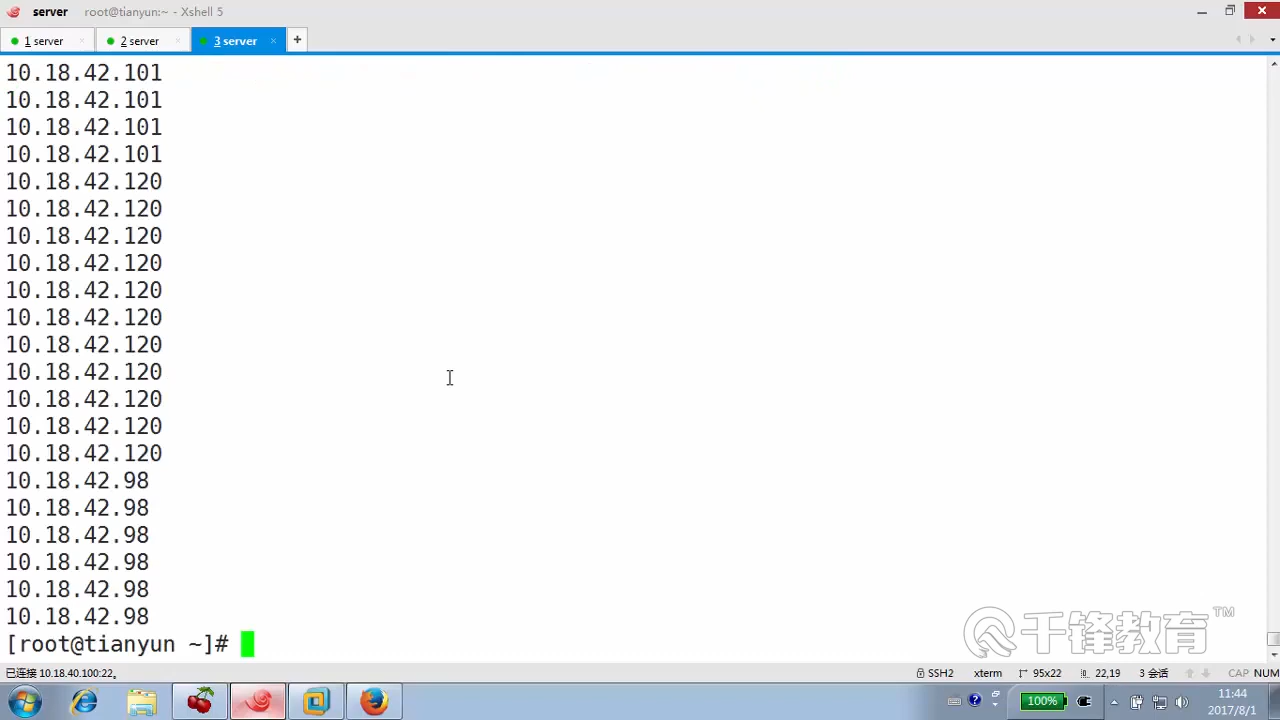 server root@tianyun:~ - Xshell 5
1 server
2 server
3 server
+
10.18.42.101
10.18.42.101
10.18.42.101
10.18.42.101
10.18.42.120
10.18.42.120
10.18.42.120
10.18.42.120
10.18.42.120
10.18.42.120
10.18.42.120
10.18.42.120
10.18.42.120
10.18.42.120
10.18.42.120
10.18.42.98
10.18.42.98
10.18.42.98
10.18.42.98
10.18.42.98
10.18.42.98
[root@tianyun ~]#
千锋教育 TM
已连接 10.18.40.100:22。
SSH2
xterm
95x22
22,19
3 会话
CAP NUM
100%
11:44
2017/8/1